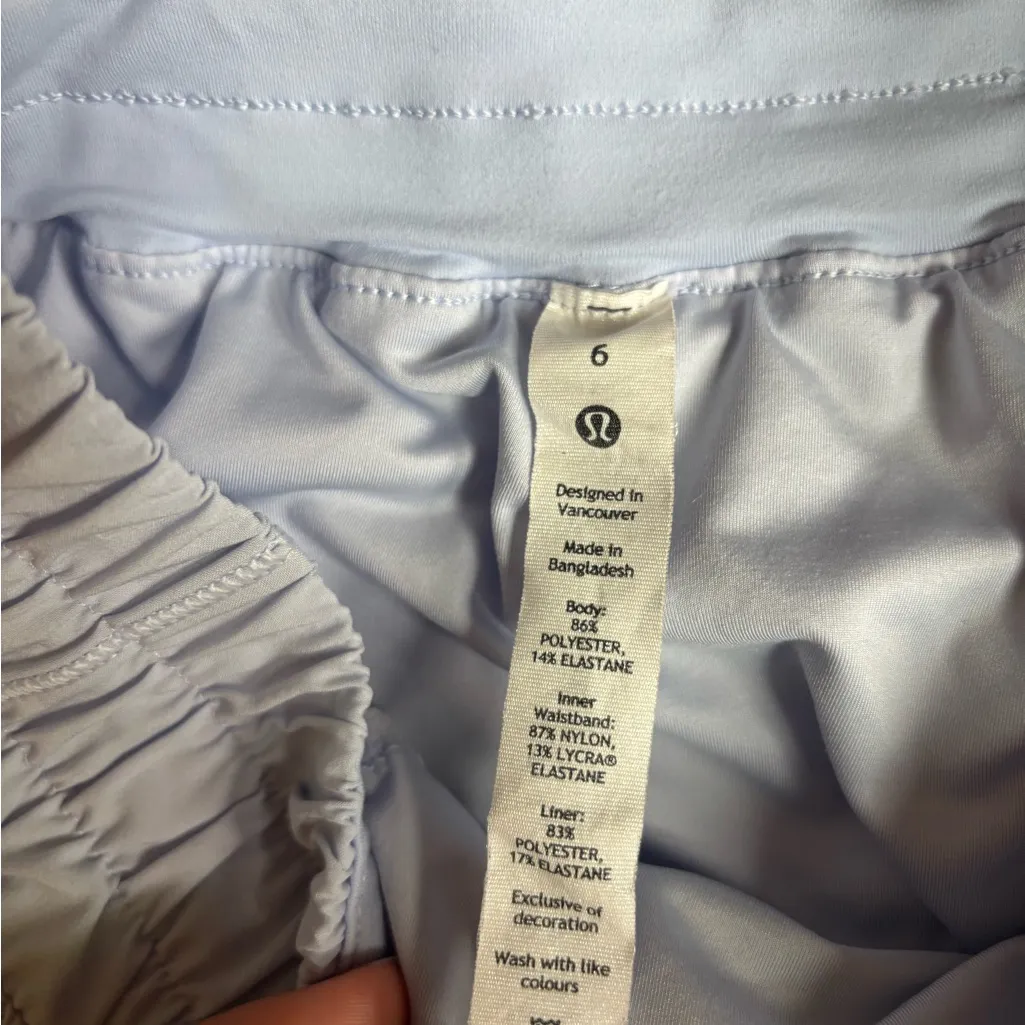 6
Designed in
Vancouver
Made in
Bangladesh
Body:
86%
POLYESTER,
14% ELASTANE
Inner
Waistband:
87% NYLON,
13% LYCRA®
ELASTANE
Liner:
83%
POLYESTER,
17% ELASTANE
Exclusive of
decoration
Wash with like
colours